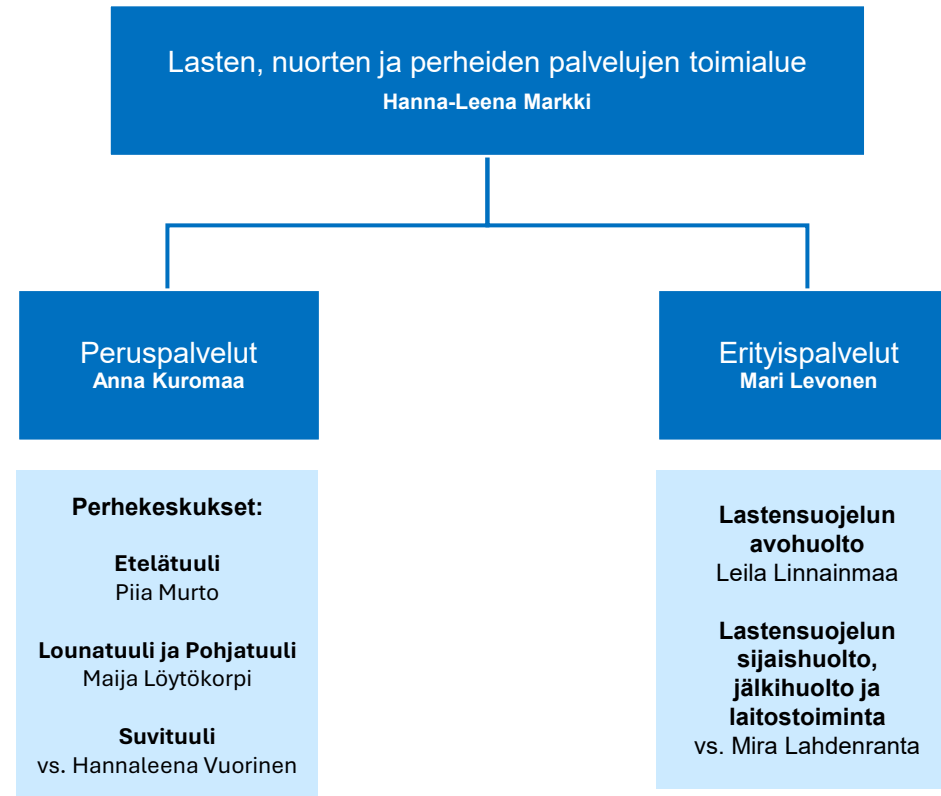 Lasten, nuorten ja perheiden palvelujen toimialue
Hanna-Leena Markki
Peruspalvelut
Anna Kuromaa
Erityispalvelut
Mari Levonen
Perhekeskukset:
Etelätuuli
Piia Murto
Lounatuuli ja Pohjatuuli
Maija Löytökorpi
Suvituuli
vs. Hannaleena Vuorinen
Lastensuojelun
avohuolto
Leila Linnainmaa
Lastensuojelun
sijaishuolto,
jälkihuolto ja
laitostoiminta
vs. Mira Lahdenranta